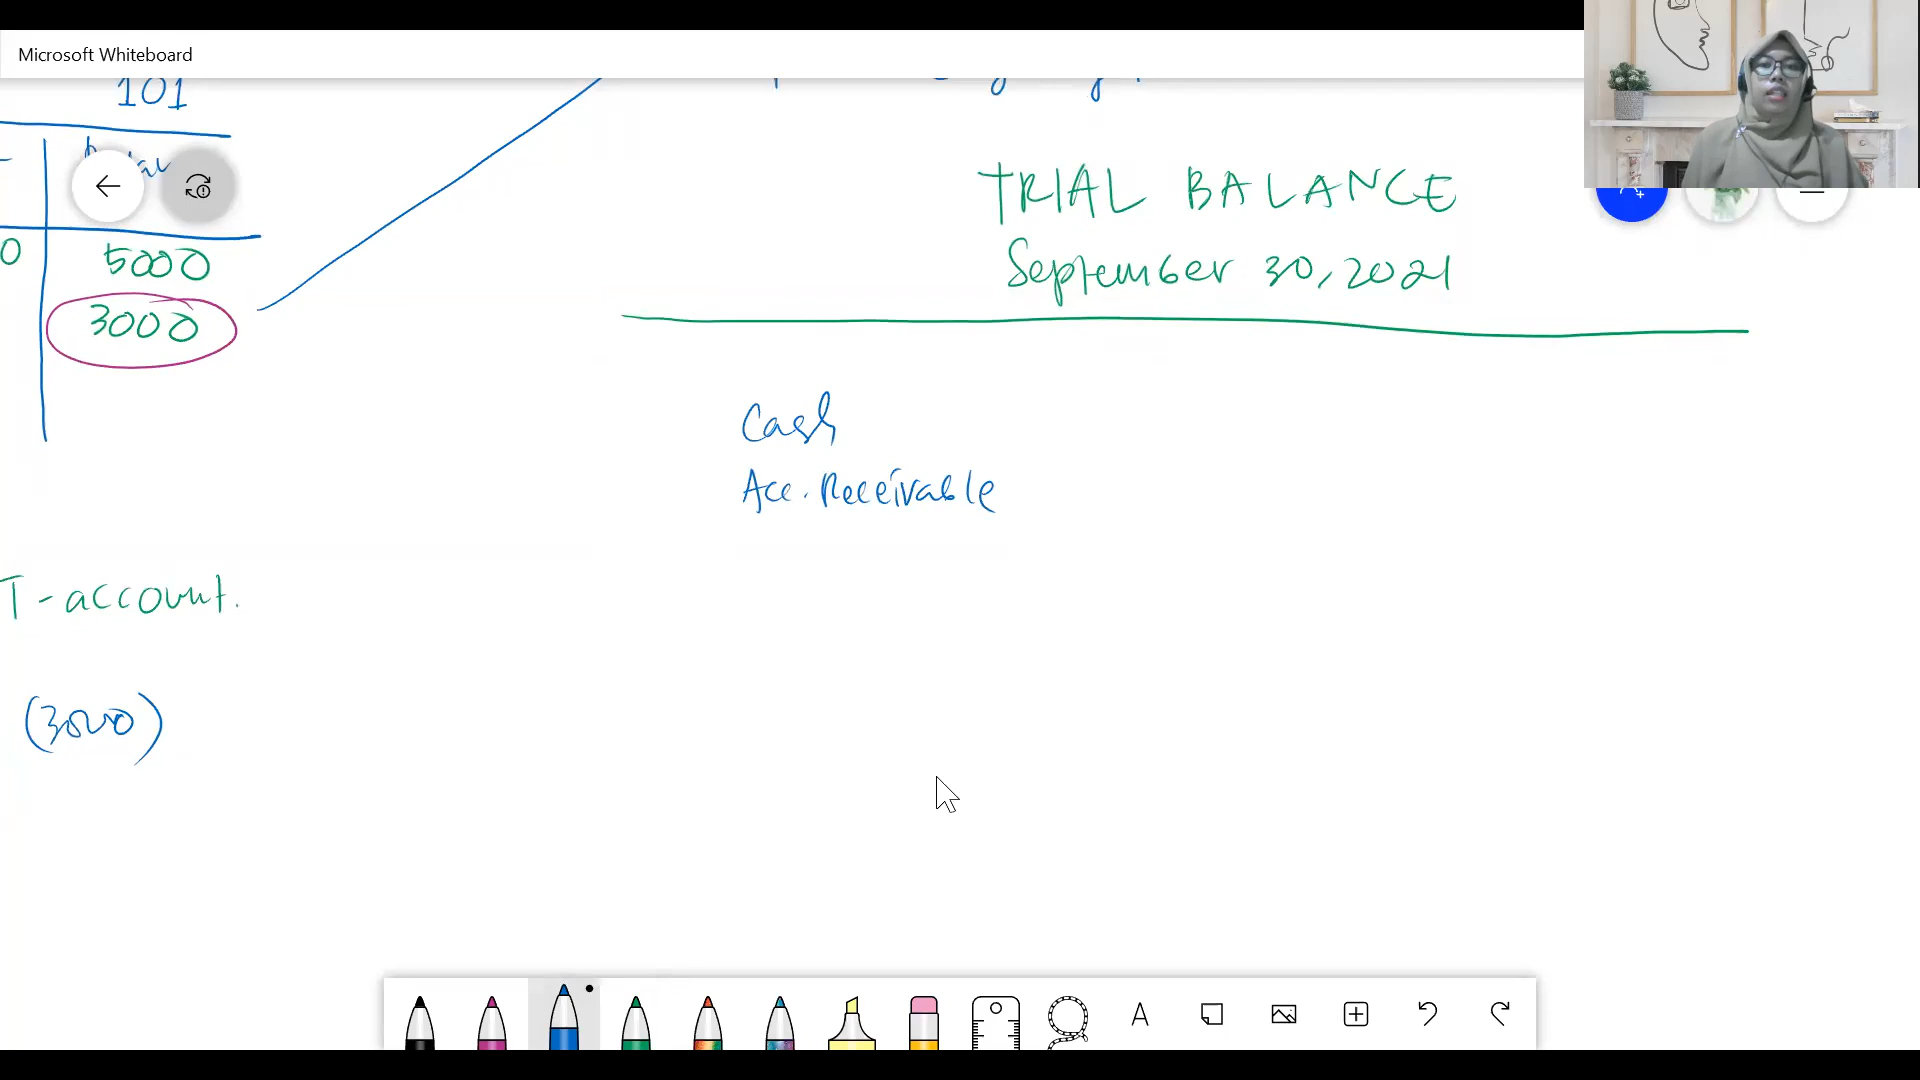 Microsoft Whiteboard
101
0
5000
3000
T-account.
(3000)
TRIAL BALANCE
September 30, 2021
Cash
Acc. Receivable